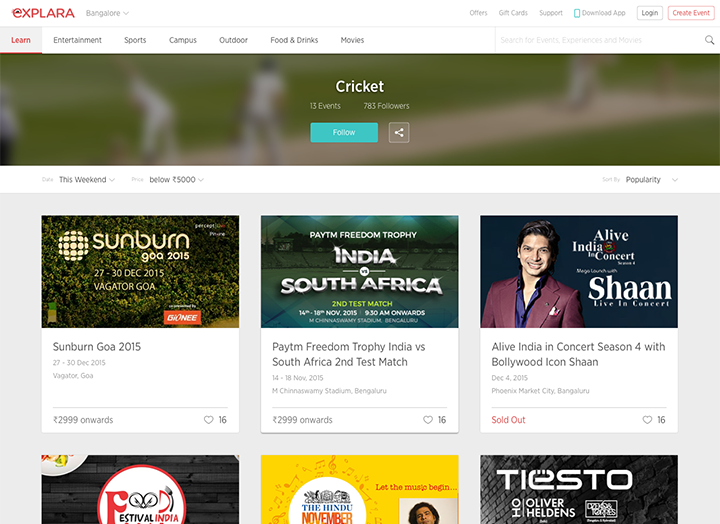 eXPLARA
Bangalore
Offers
Gift Cards
Support
Download App
Login
Create Event
Learn
Entertainment
Sports
Campus
Outdoor
Food & Drinks
Movies
Search for Events, Experiences and Movies
Cricket
13 Events
783 Followers
Follow
Date
This Weekend
Price
below ₹5000
Sort By
Popularity
sunburn
goa 2015
27 - 30 DEC 2015
VAGATOR GOA
GIONEE
Sunburn Goa 2015
27 - 30 Dec 2015
Vagator, Goa
₹2999 onwards
16
PAYTM FREEDOM TROPHY
INDIA
VS
SOUTH AFRICA
2ND TEST MATCH
14TH - 18TH NOV, 2015 | 9:30 AM ONWARDS
M CHINNASWAMY STADIUM, BENGALURU
Paytm Freedom Trophy India vs
South Africa 2nd Test Match
14 - 18 Nov, 2015
M Chinnaswamy Stadium, Bengaluru
₹2999 onwards
16
Alive
India
In Concert
Season 4
Mega Launch with
Shaan
Live In Concert
Alive India in Concert Season 4 with
Bollywood Icon Shaan
Dec 4, 2015
Phoenix Market City, Bangaluru
Sold Out
16
FOOD
FESTIVAL INDIA
THE HINDU
NOVEMBER
Let the music begin...
TIËSTO
OLIVER
HELDENS